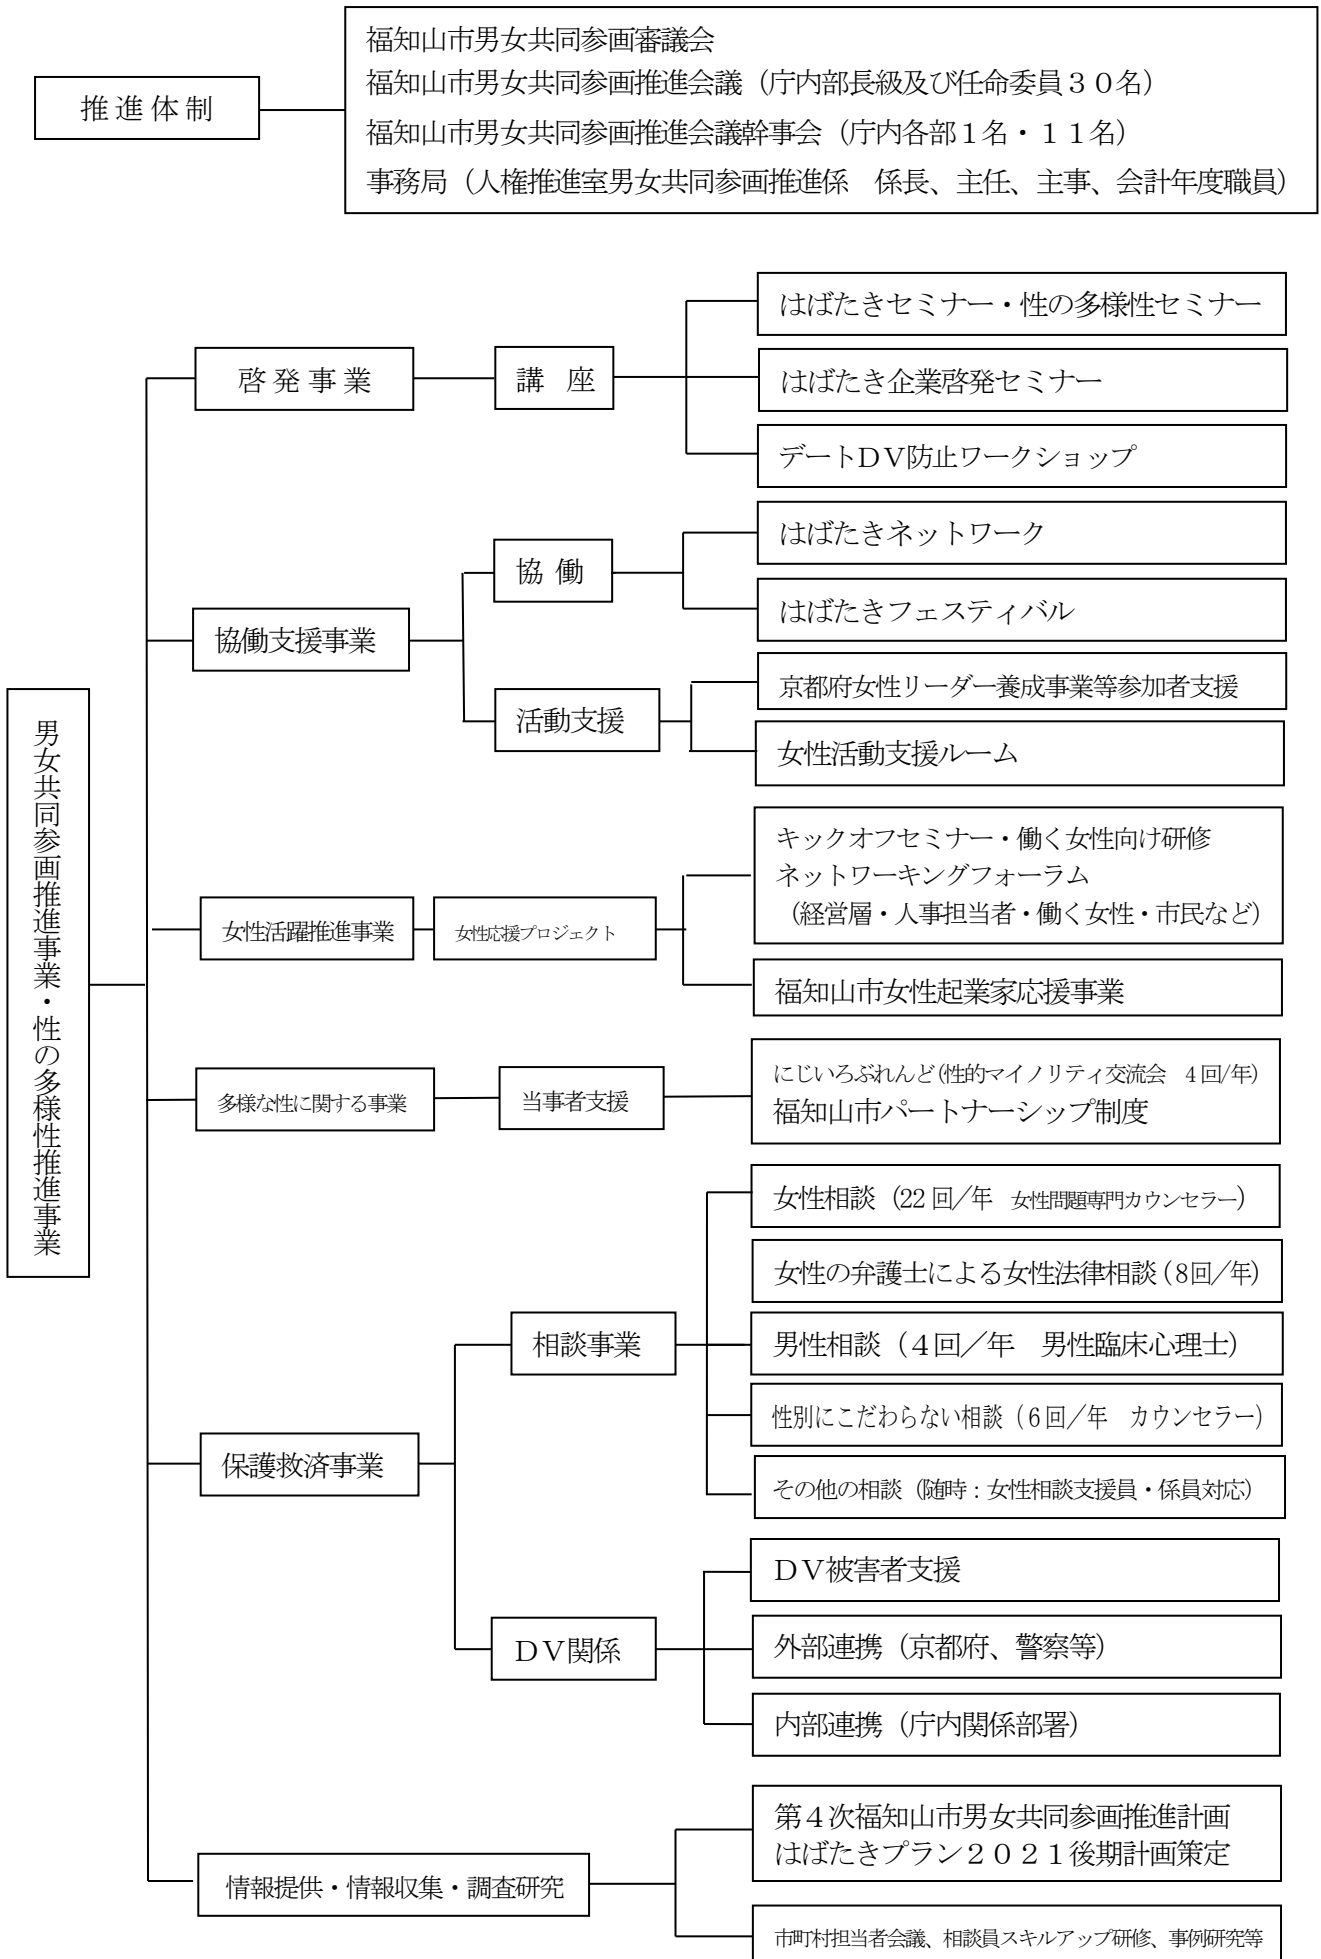 推進体制
福知山市男女共同参画審議会
福知山市男女共同参画推進会議（庁内部長級及び任命委員３０名）
福知山市男女共同参画推進会議幹事会（庁内各部１名・１１名）
事務局（人権推進室男女共同参画推進係　係長、主任、主事、会計年度職員）
男女共同参画推進事業・性の多様性推進事業
啓発事業
講　座
はばたきセミナー・性の多様性セミナー
はばたき企業啓発セミナー
デートＤＶ防止ワークショップ
協働支援事業
協 働
はばたきネットワーク
はばたきフェスティバル
活動支援
京都府女性リーダー養成事業等参加者支援
女性活動支援ルーム
女性活躍推進事業
女性応援プロジェクト
キックオフセミナー・働く女性向け研修
ネットワーキングフォーラム
（経営層・人事担当者・働く女性・市民など）
福知山市女性起業家応援事業
多様な性に関する事業
当事者支援
にじいろぶれんど(性的マイノリティ交流会　4回/年)
福知山市パートナーシップ制度
保護救済事業
相談事業
女性相談（22回／年　女性問題専門カウンセラー）
女性の弁護士による女性法律相談（8回／年）
男性相談（４回／年　男性臨床心理士）
性別にこだわらない相談（６回／年　カウンセラー）
その他の相談（随時：女性相談支援員・係員対応）
ＤＶ関係
ＤＶ被害者支援
外部連携（京都府、警察等）
内部連携（庁内関係部署）
情報提供・情報収集・調査研究
第４次福知山市男女共同参画推進計画
はばたきプラン２０２１後期計画策定
市町村担当者会議、相談員スキルアップ研修、事例研究等